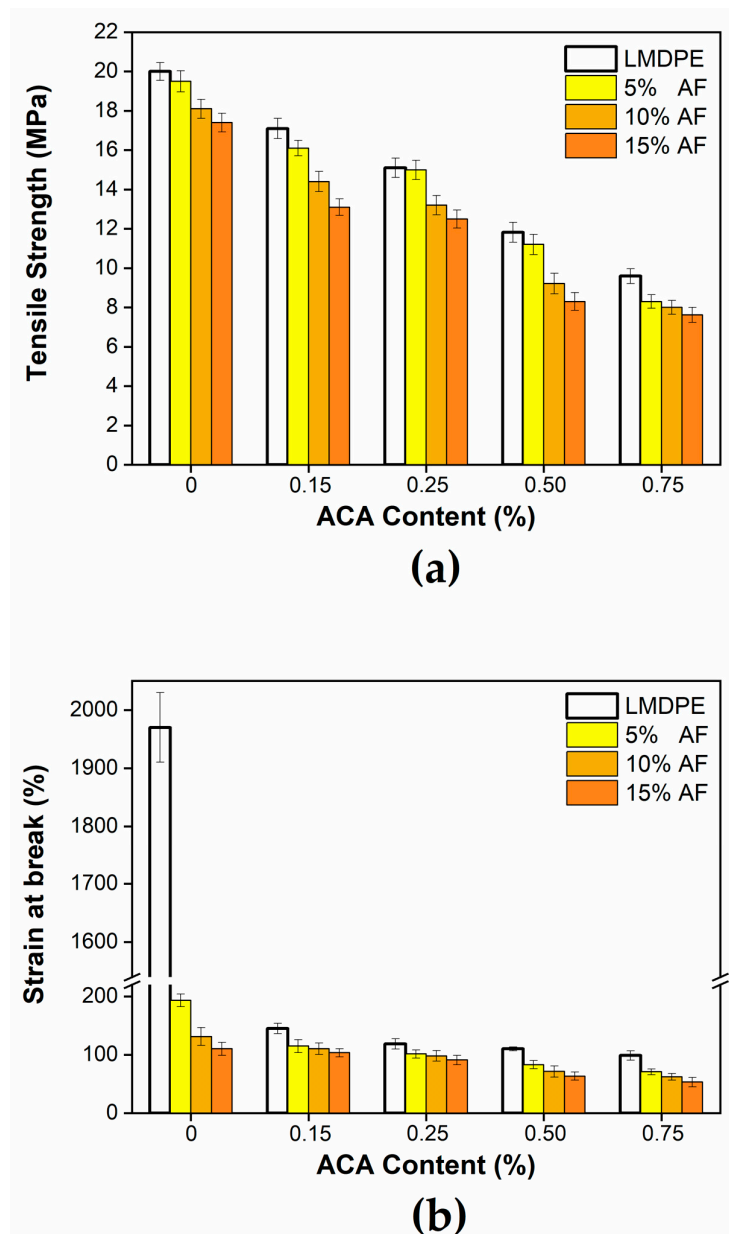 22
20
18
16
14
12
10
8
6
4
2
0
Tensile Strength (MPa)
LMDPE
5% AF
10% AF
15% AF
0 0.15 0.25 0.50 0.75
ACA Content (%)
(a)
2000
1900
1800
1700
1600
200
100
0
Strain at break (%)
LMDPE
5% AF
10% AF
15% AF
0 0.15 0.25 0.50 0.75
ACA Content (%)
(b)